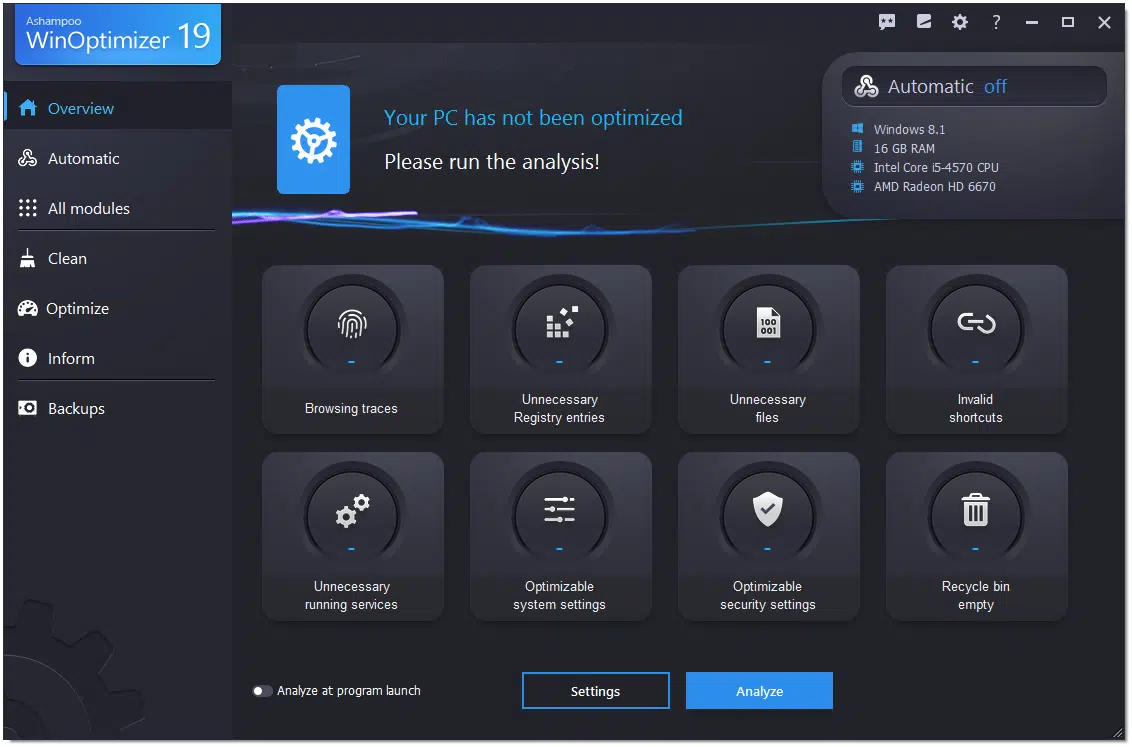 Ashampoo
WinOptimizer 19
?
Overview
Automatic
All modules
Clean
Optimize
Inform
Backups
Your PC has not been optimized
Please run the analysis!
Automatic off
Windows 8.1
16 GB RAM
Intel Core i5-4570 CPU
AMD Radeon HD 6670
Browsing traces
Unnecessary
Registry entries
100
001
Unnecessary
files
Invalid
shortcuts
Unnecessary
running services
Optimizable
system settings
Optimizable
security settings
Recycle bin
empty
Analyze at program launch
Settings
Analyze